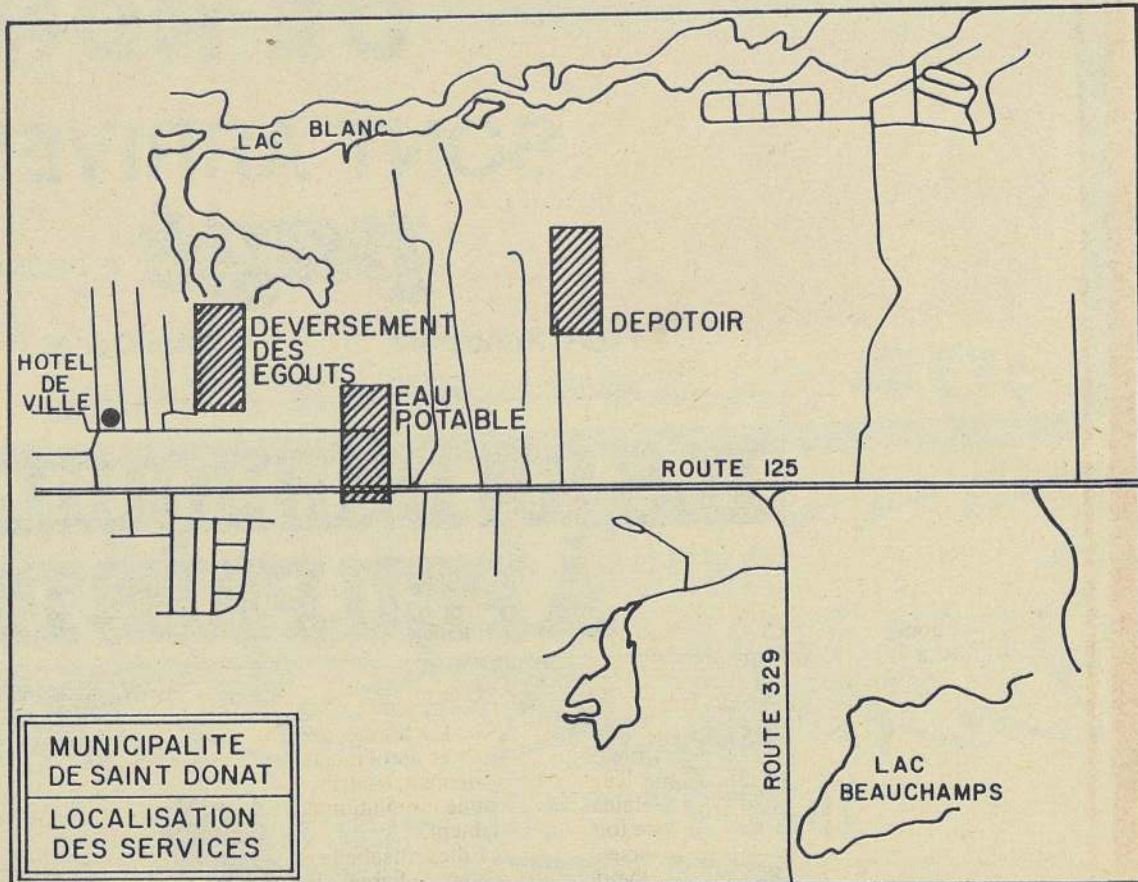 LAC BLANC
HOTEL
DE
VILLE
DEVERSEMENT
DES
EGOUTS
EAU
POTABLE
DEPOTOIR
ROUTE 125
ROUTE 329
LAC
BEAUCHAMPS
MUNICIPALITE
DE SAINT DONAT
LOCALISATION
DES SERVICES